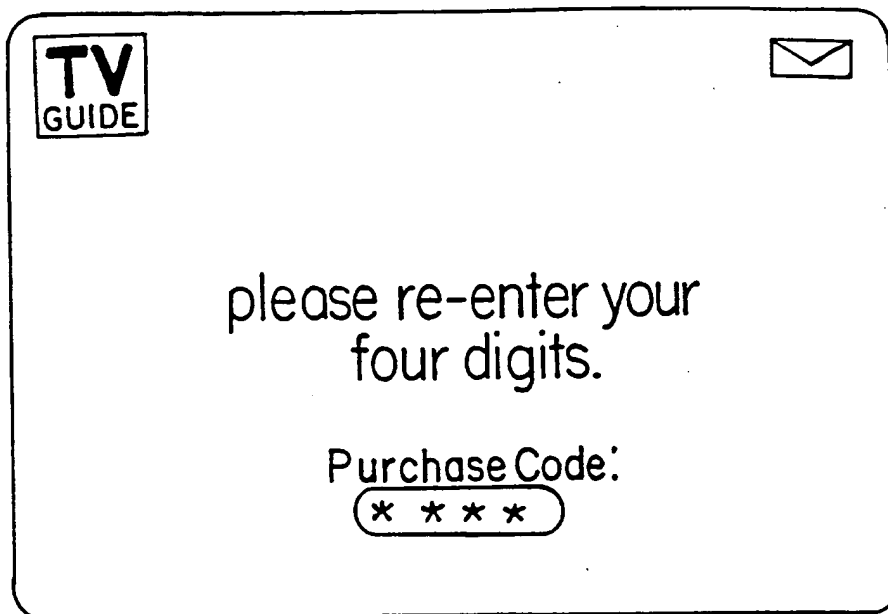 TV
GUIDE
please re-enter your
four digits.
Purchase Code:
* * * *